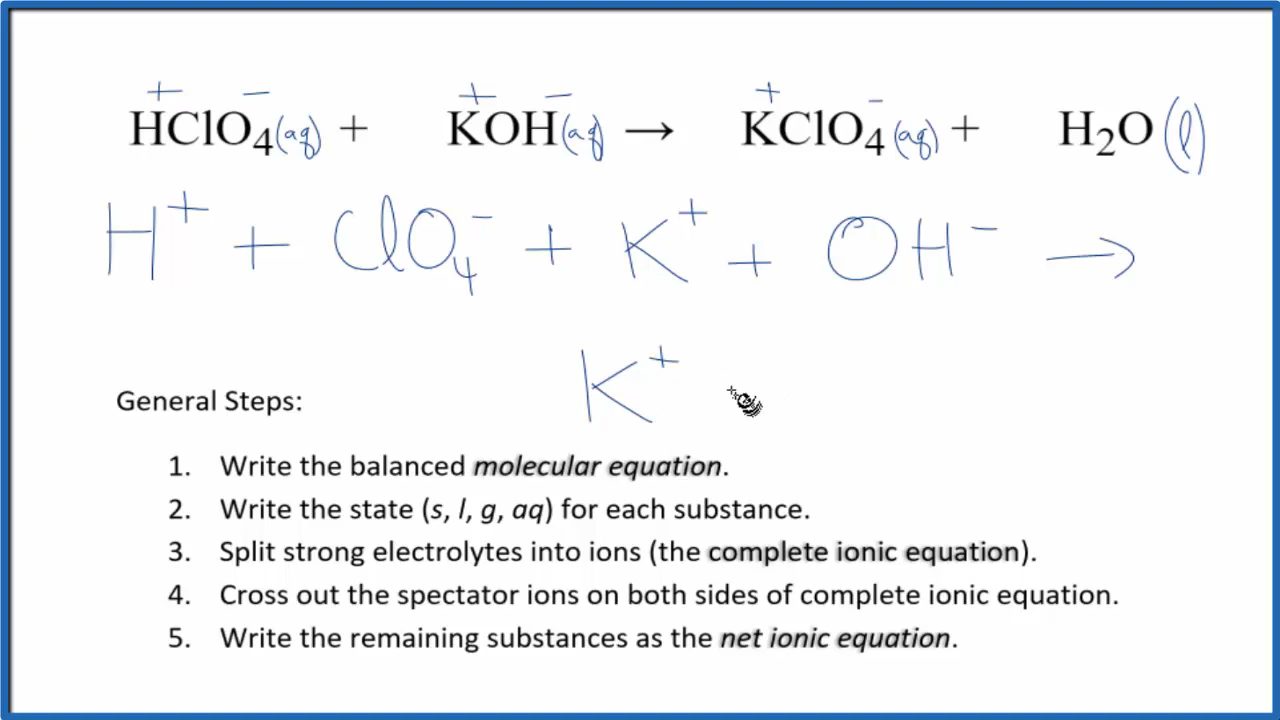 + − + − + −
HClO₄(aq) + KOH(aq) → KClO₄(aq) + H₂O(l)
H⁺ + ClO₄⁻ + K⁺ + OH⁻ →
K⁺
General Steps:
1. Write the balanced molecular equation.
2. Write the state (s, l, g, aq) for each substance.
3. Split strong electrolytes into ions (the complete ionic equation).
4. Cross out the spectator ions on both sides of complete ionic equation.
5. Write the remaining substances as the net ionic equation.